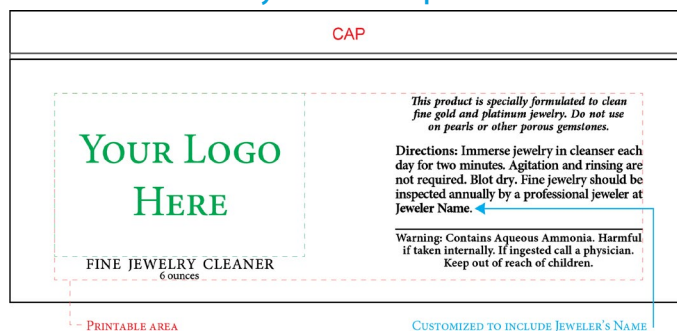 CAP
This product is specially formulated to clean
fine gold and platinum jewelry. Do not use
on pearls or other porous gemstones.
Directions: Immerse jewelry in cleanser each
day for two minutes. Agitation and rinsing are
not required. Blot dry. Fine jewelry should be
inspected annually by a professional jeweler at
Jeweler Name.
Warning: Contains Aqueous Ammonia. Harmful
if taken internally. If ingested call a physician.
Keep out of reach of children.
Your Logo
Here
FINE JEWELRY CLEANER
6 ounces
Printable area
Customized to include Jeweler's Name